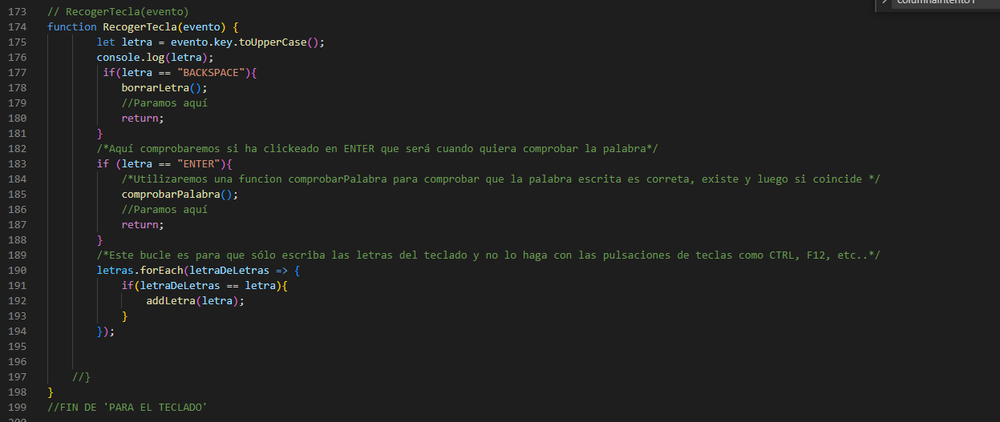 columnaIntento1
173 // RecogerTecla(evento)
174 function RecogerTecla(evento) {
175 let letra = evento.key.toUpperCase();
176 console.log(letra);
177 if(letra == "BACKSPACE"){
178 borrarLetra();
179 //Paramos aquí
180 return;
181 }
182 /*Aquí comprobaremos si ha clickeado en ENTER que será cuando quiera comprobar la palabra*/
183 if (letra == "ENTER"){
184 /*Utilizaremos una funcion comprobarPalabra para comprobar que la palabra escrita es correta, existe y luego si coincide */
185 comprobarPalabra();
186 //Paramos aquí
187 return;
188 }
189 /*Este bucle es para que sólo escriba las letras del teclado y no lo haga con las pulsaciones de teclas como CTRL, F12, etc..*/
190 letras.forEach(letraDeLetras => {
191 if(letraDeLetras == letra){
192 addLetra(letra);
193 }
194 });
195
196
197 //}
198 }
199 //FIN DE 'PARA EL TECLADO'
200